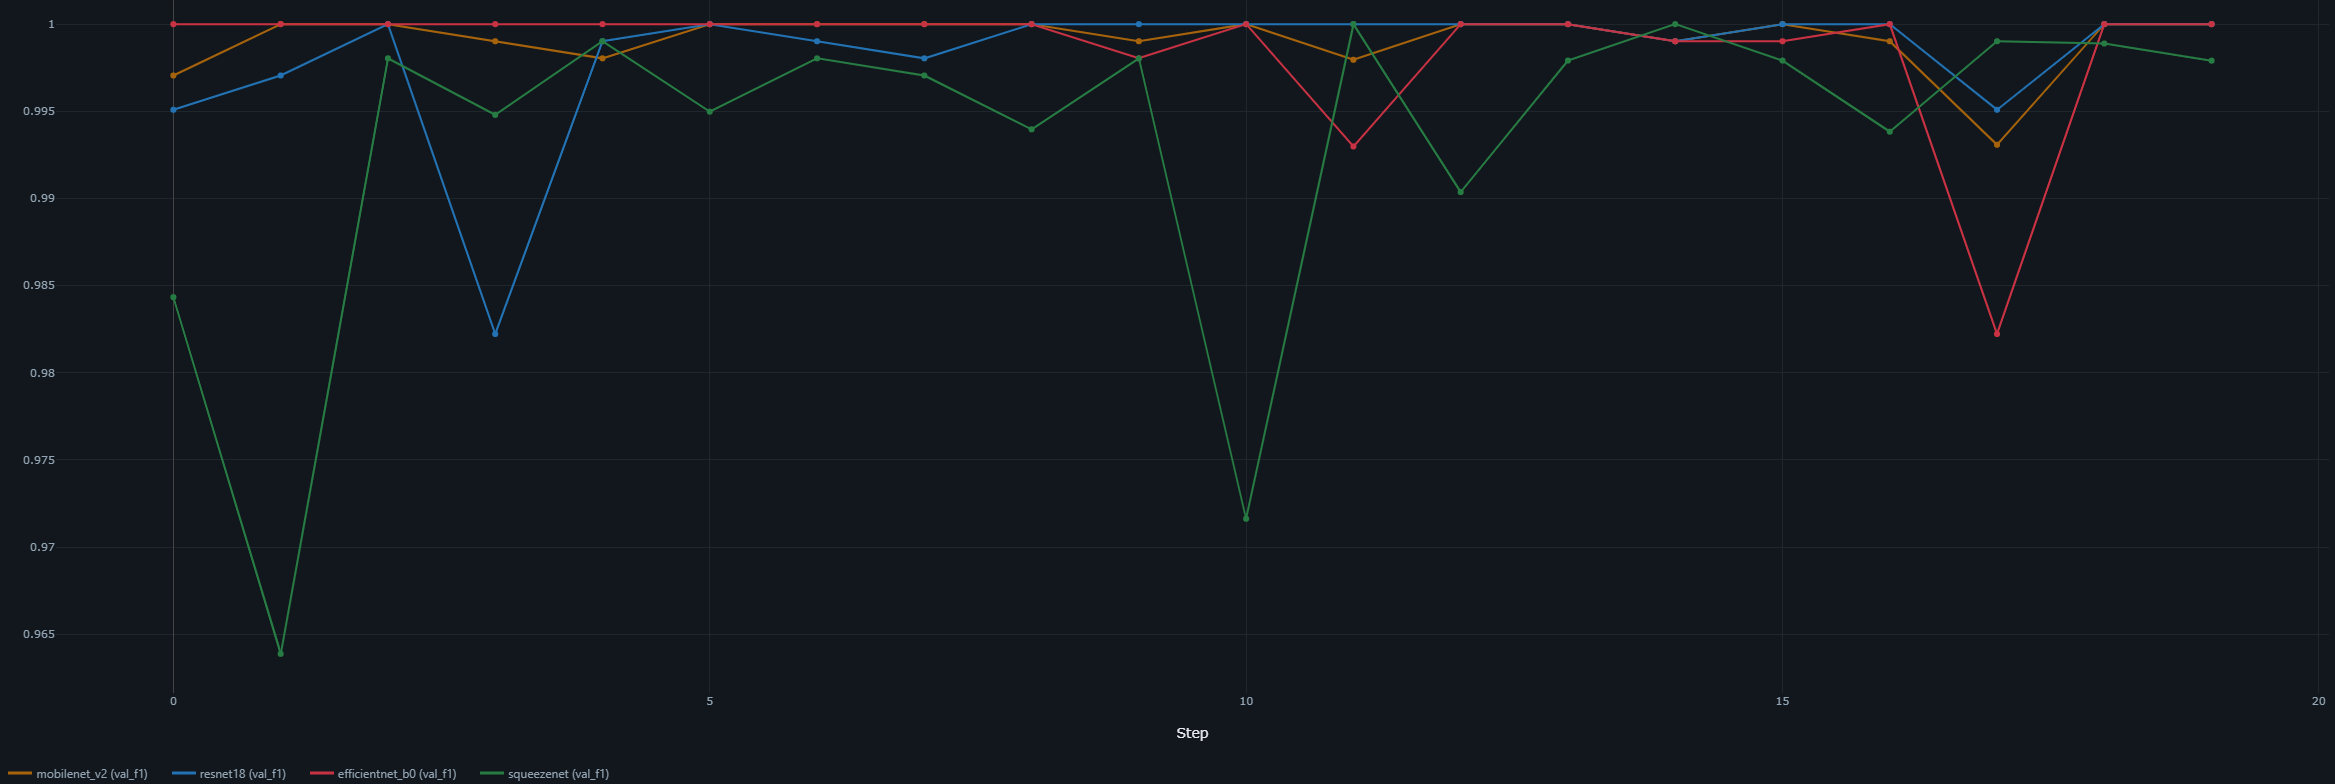 1
0.995
0.99
0.985
0.98
0.975
0.97
0.965
0 5 10 15 20
Step
mobilenet_v2 (val_f1) resnet18 (val_f1) efficientnet_b0 (val_f1) squeezenet (val_f1)